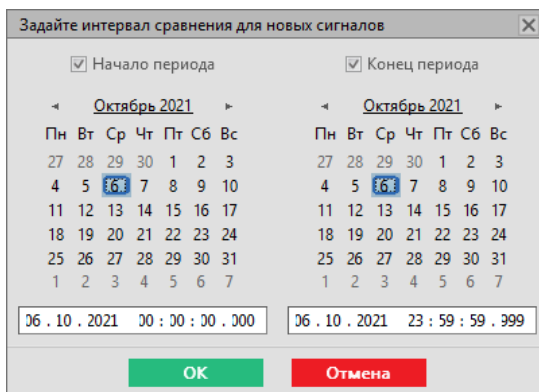 Задайте интервал сравнения для новых сигналов
Начало периода Конец периода
Октябрь 2021 Октябрь 2021
Пн Вт Ср Чт Пт Сб Вс Пн Вт Ср Чт Пт Сб Вс
27 28 29 30 1 2 3 27 28 29 30 1 2 3
4 5 6 7 8 9 10 4 5 6 7 8 9 10
11 12 13 14 15 16 17 11 12 13 14 15 16 17
18 19 20 21 22 23 24 18 19 20 21 22 23 24
25 26 27 28 29 30 31 25 26 27 28 29 30 31
1 2 3 4 5 6 7 1 2 3 4 5 6 7
06 . 10 . 2021 00 : 00 : 00 . 000 06 . 10 . 2021 23 : 59 : 59 . 999
ОК Отмена